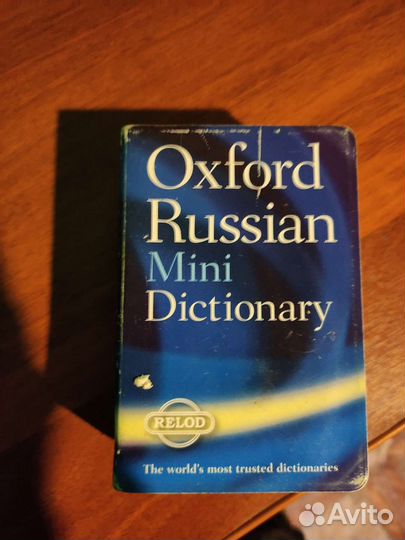 Oxford
Russian
Mini
Dictionary
RELOD
The world's most trusted dictionaries
Avito